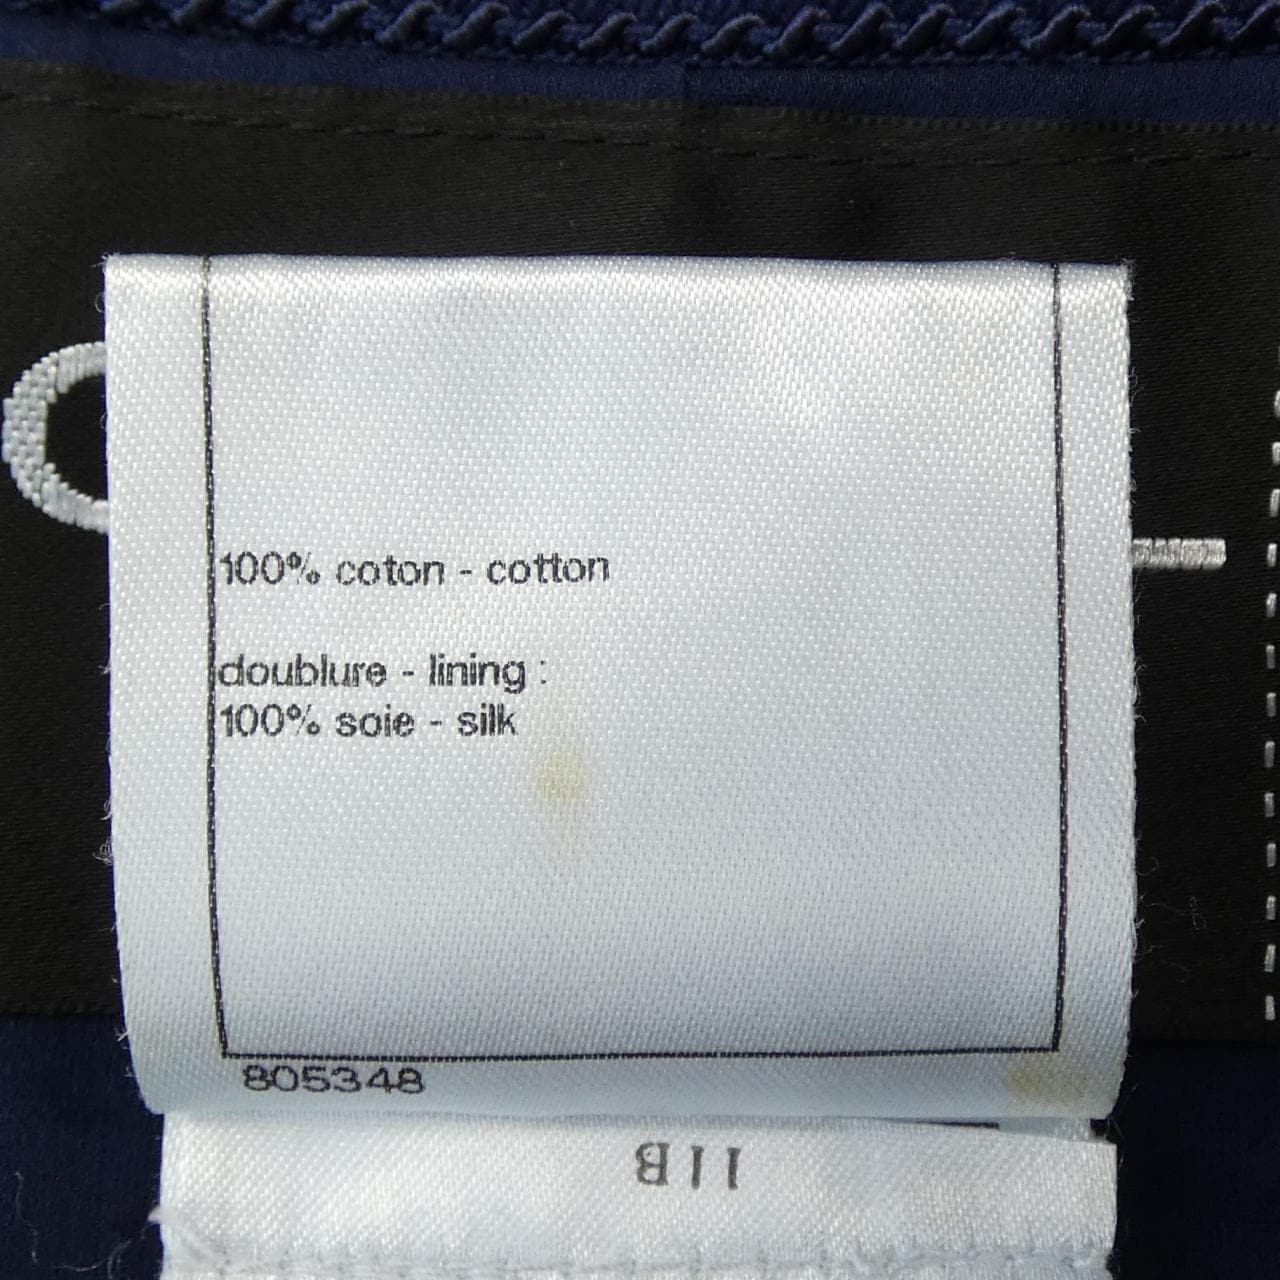 100% coton - cotton
doublure - lining :
100% soie - silk
805348
11B